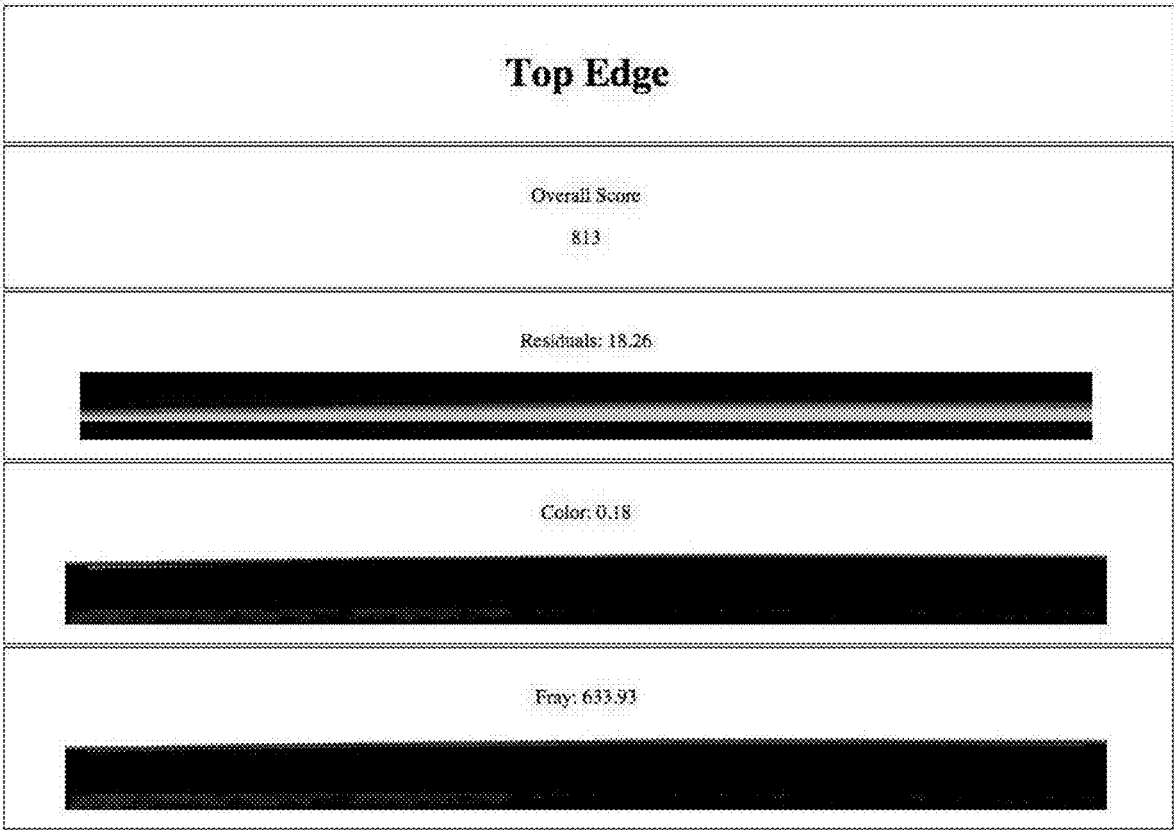 Top Edge
Overall Score
813
Residuals: 18.26
Color: 0.18
Fray: 633.93